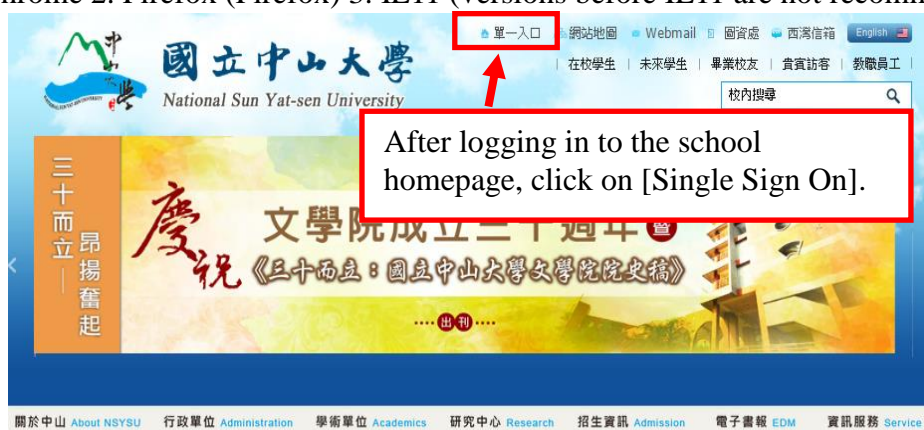 hrome 2. Firefox (Firefox) 3. IE11 (versions before IE11 are not recomm
單一入口 網站地圖 Webmail 圖資處 西灣信箱 English
中山大學
國立中山大學
National Sun Yat-sen University
在校學生 | 未來學生 | 畢業校友 | 貴賓訪客 | 教職員工 |
校內搜尋
After logging in to the school
homepage, click on [Single Sign On].
三十而立——昂揚奮起
慶祝
文學院成立三十週年暨
《三十而立：國立中山大學文學院院史稿》
····出刊····
關於中山 About NSYSU 行政單位 Administration 學術單位 Academics 研究中心 Research 招生資訊 Admission 電子書報 EDM 資訊服務 Service